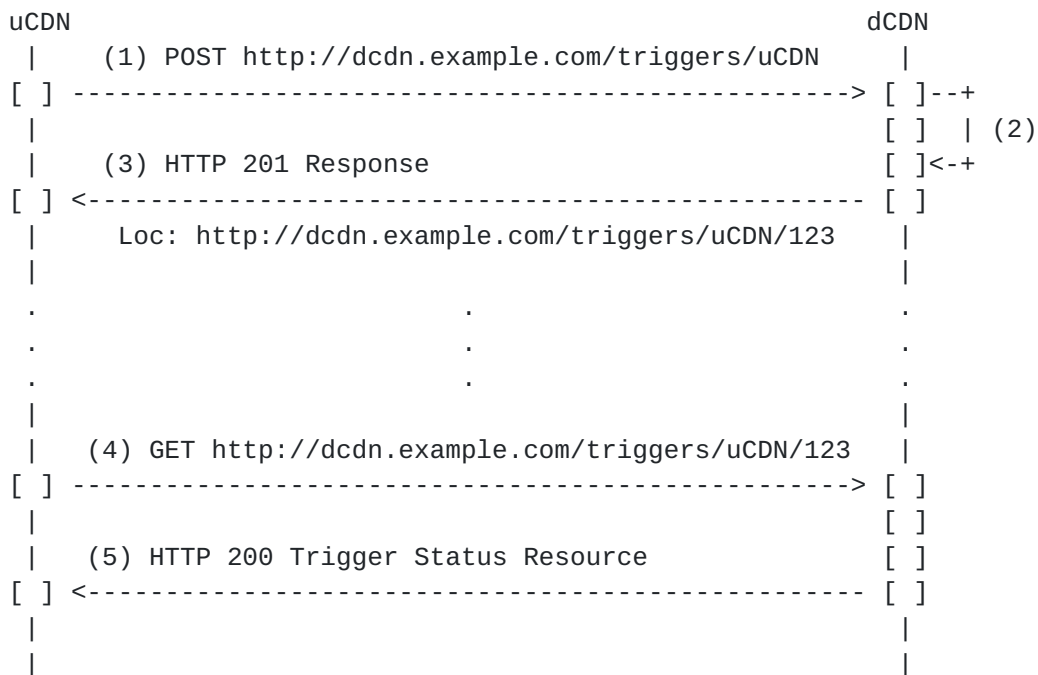 uCDN                                                   dCDN
 |    (1) POST http://dcdn.example.com/triggers/uCDN     |
[ ] --------------------------------------------------> [ ]--+
 |                                                      [ ]  | (2)
 |    (3) HTTP 201 Response                             [ ]<-+
[ ] <-------------------------------------------------- [ ]
 |     Loc: http://dcdn.example.com/triggers/uCDN/123    |
 |                                                       |
 .                           .                           .
 .                           .                           .
 .                           .                           .
 |                                                       |
 |   (4) GET http://dcdn.example.com/triggers/uCDN/123   |
[ ] --------------------------------------------------> [ ]
 |                                                      [ ]
 |   (5) HTTP 200 Trigger Status Resource               [ ]
[ ] <-------------------------------------------------- [ ]
 |                                                       |
 |                                                       |